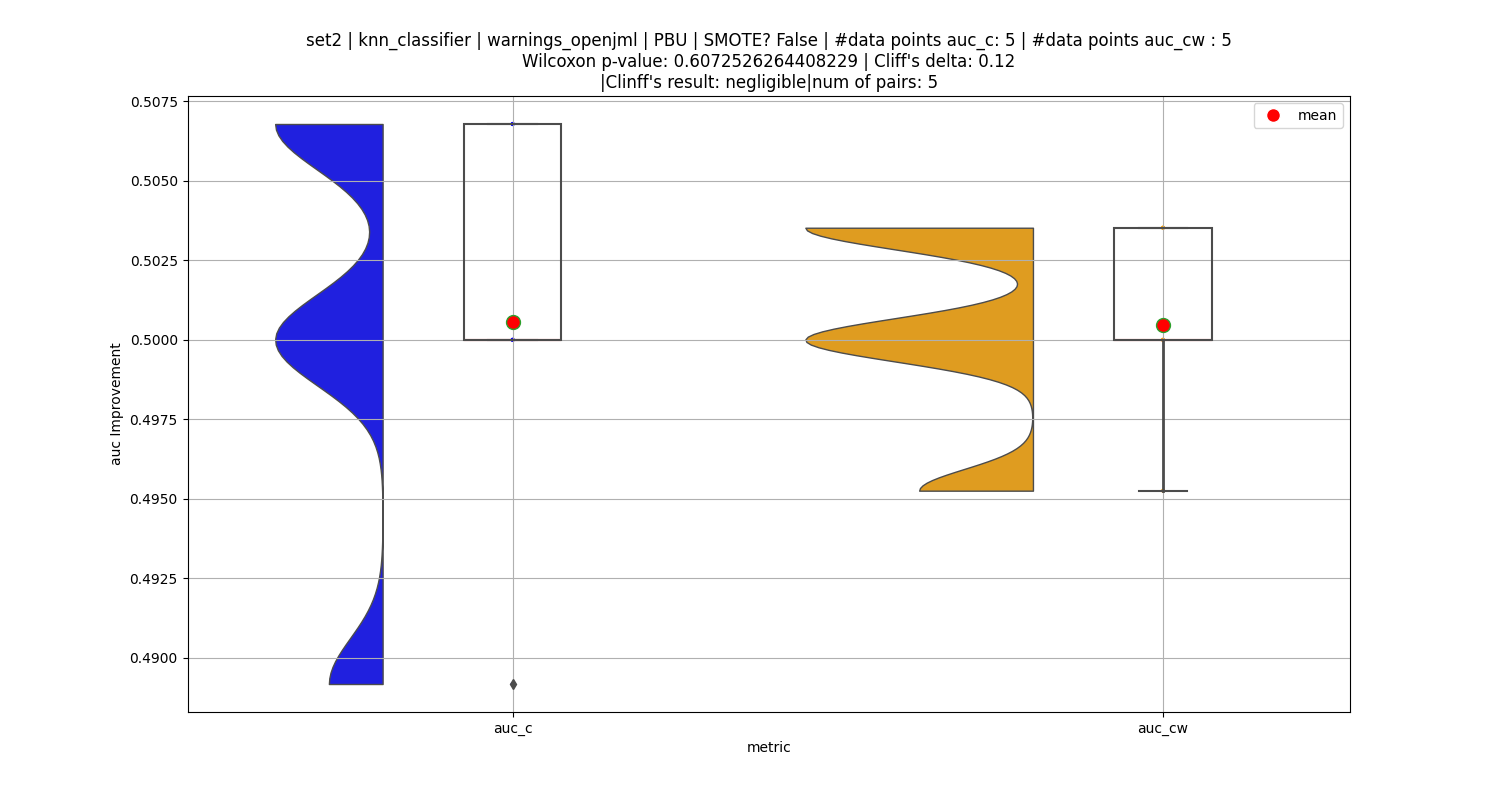 set2 | knn_classifier | warnings_openjml | PBU | SMOTE? False | #data points auc_c: 5 | #data points auc_cw : 5
Wilcoxon p-value: 0.6072526264408229 | Cliff's delta: 0.12
|Clinff's result: negligible|num of pairs: 5
mean
0.5075
0.5050
0.5025
0.5000
0.4975
0.4950
0.4925
0.4900
auc Improvement
auc_c
auc_cw
metric